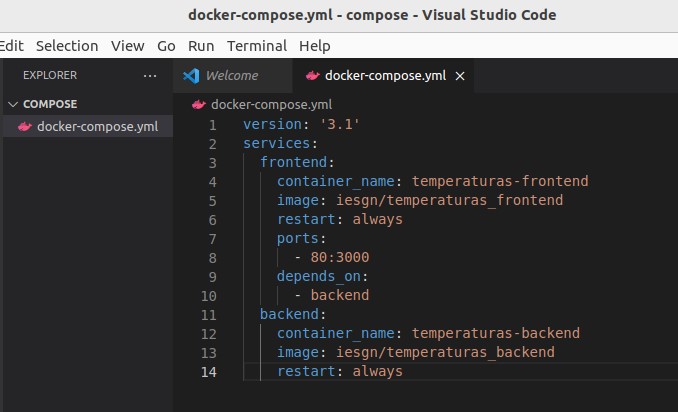 docker-compose.yml - compose - Visual Studio Code
Edit Selection View Go Run Terminal Help
EXPLORER ···
Welcome
docker-compose.yml ×
COMPOSE
docker-compose.yml
docker-compose.yml
1 version: '3.1'
2 services:
3   frontend:
4     container_name: temperaturas-frontend
5     image: iesgn/temperaturas_frontend
6     restart: always
7     ports:
8       - 80:3000
9     depends_on:
10       - backend
11   backend:
12     container_name: temperaturas-backend
13     image: iesgn/temperaturas_backend
14     restart: always